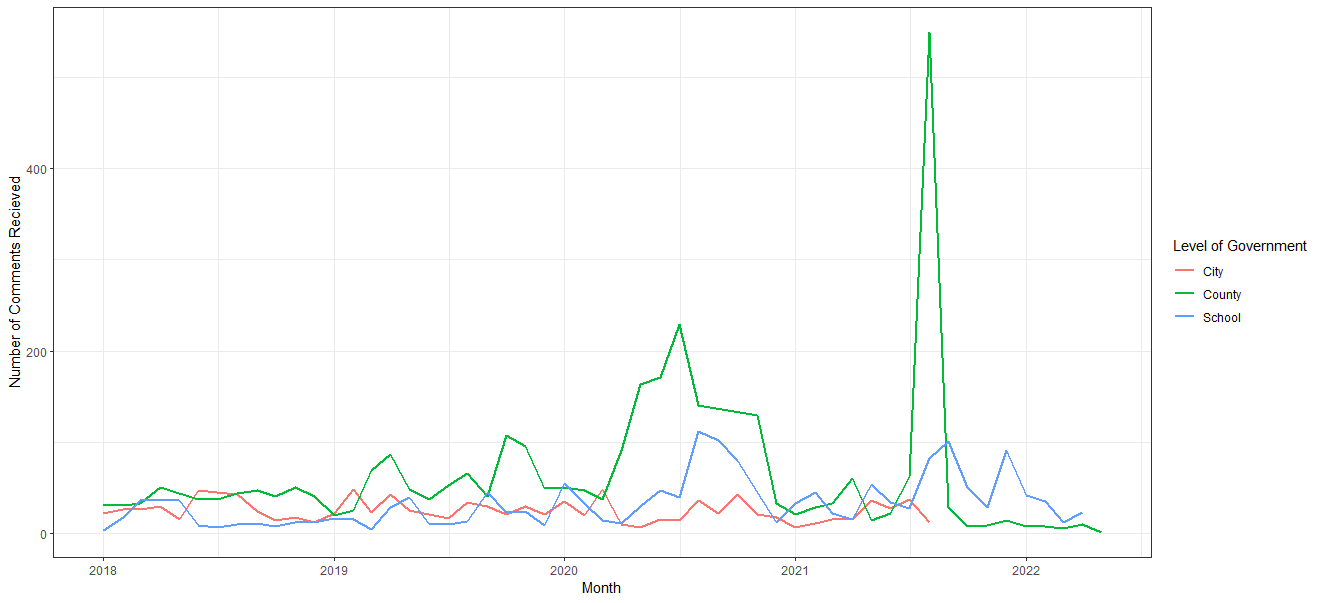 Number of Comments Recieved
400
200
0
2018
2019
2020
2021
2022
Month
Level of Government
City
County
School